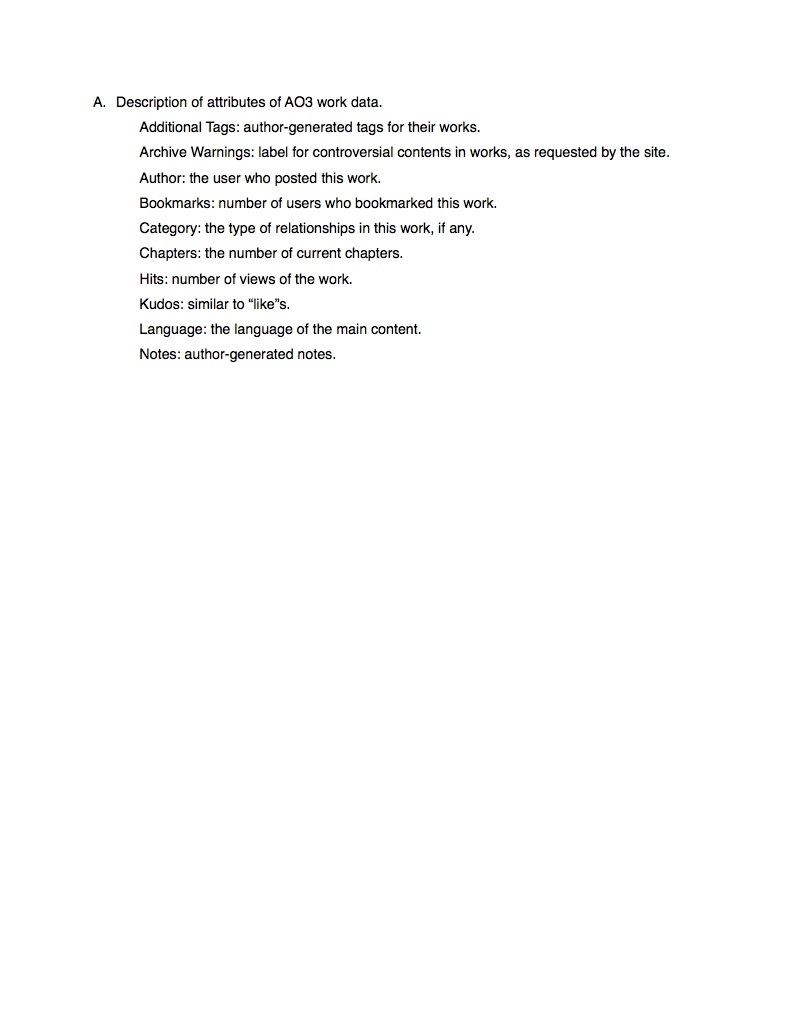 A. Description of attributes of AO3 work data.
Additional Tags: author-generated tags for their works.
Archive Warnings: label for controversial contents in works, as requested by the site.
Author: the user who posted this work.
Bookmarks: number of users who bookmarked this work.
Category: the type of relationships in this work, if any.
Chapters: the number of current chapters.
Hits: number of views of the work.
Kudos: similar to “like”s.
Language: the language of the main content.
Notes: author-generated notes.